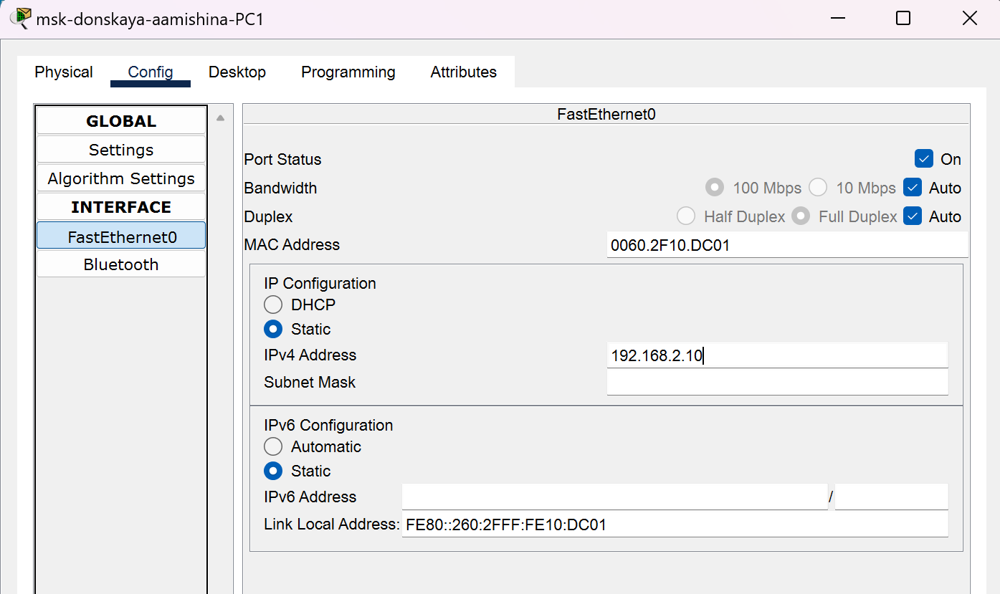 msk-donskaya-aamishina-PC1
Physical Config Desktop Programming Attributes
GLOBAL
Settings
Algorithm Settings
INTERFACE
FastEthernet0
Bluetooth
FastEthernet0
Port Status On
Bandwidth 100 Mbps 10 Mbps Auto
Duplex Half Duplex Full Duplex Auto
MAC Address 0060.2F10.DC01
IP Configuration
DHCP
Static
IPv4 Address 192.168.2.10
Subnet Mask
IPv6 Configuration
Automatic
Static
IPv6 Address /
Link Local Address: FE80::260:2FFF:FE10:DC01